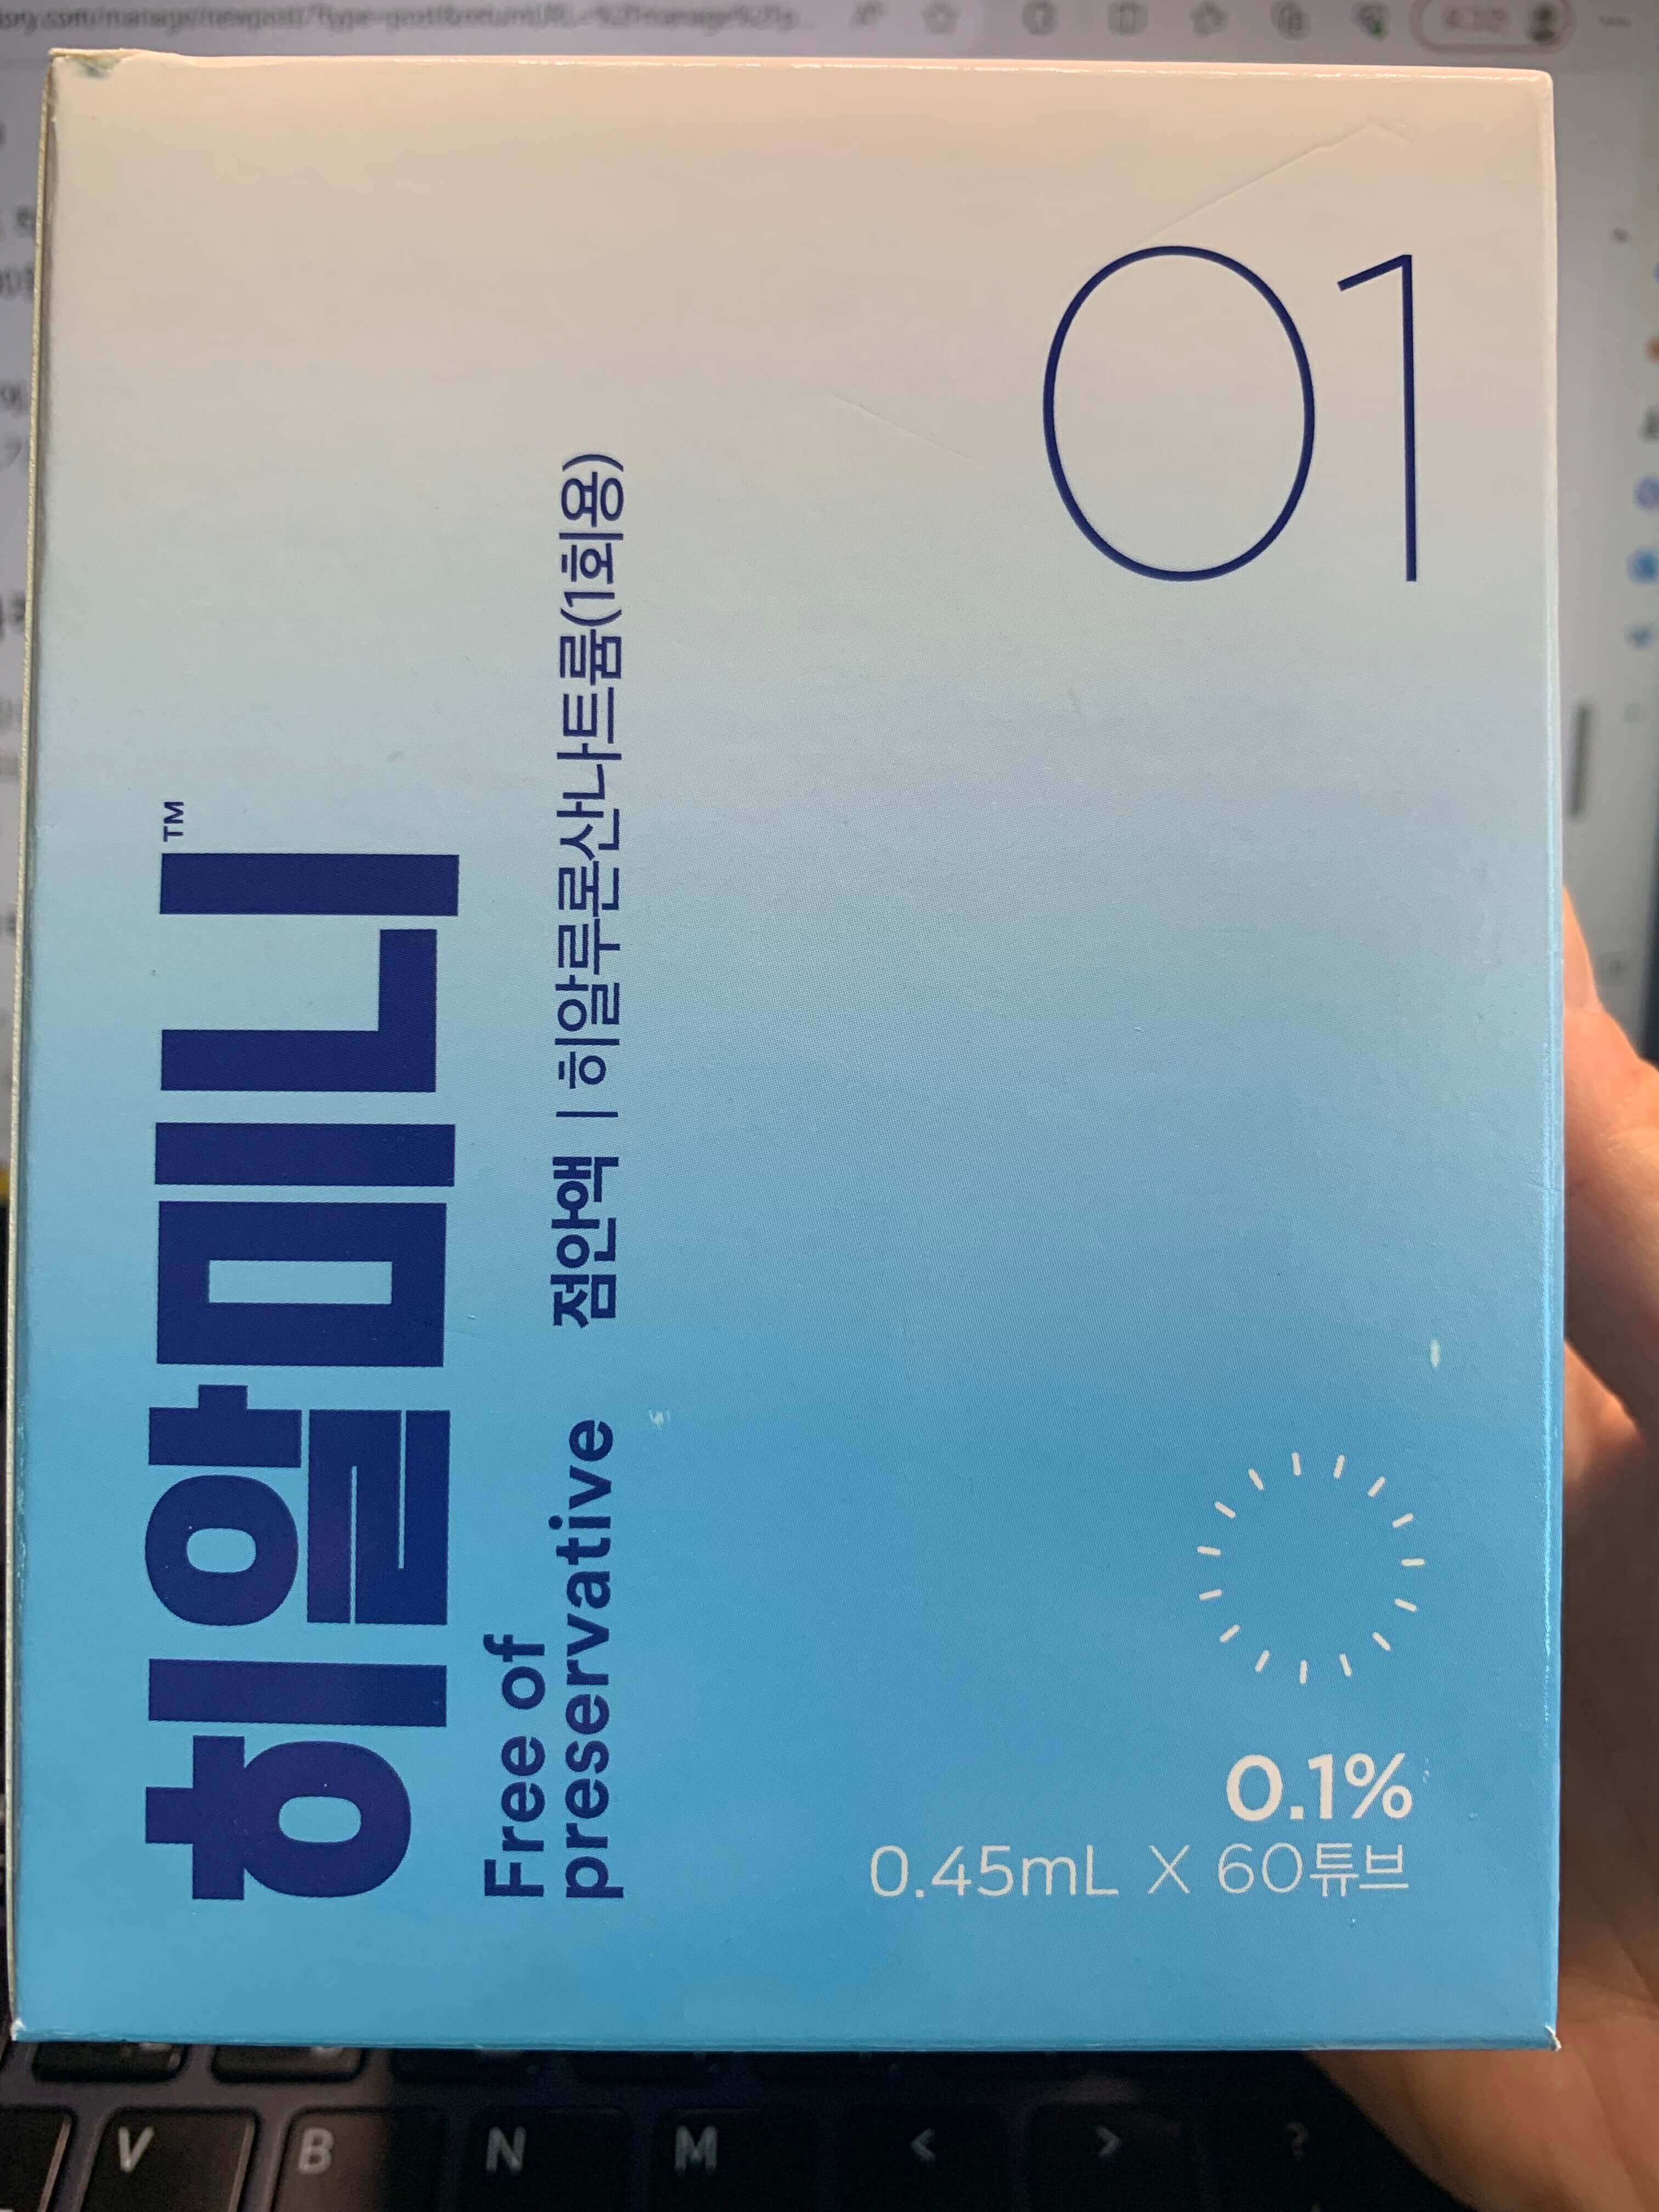 히알미니™
Free of
preservative
점안액 | 히알루론산나트륨(1회용)
01
0.1%
0.45mL X 60튜브
V B N M < > ?